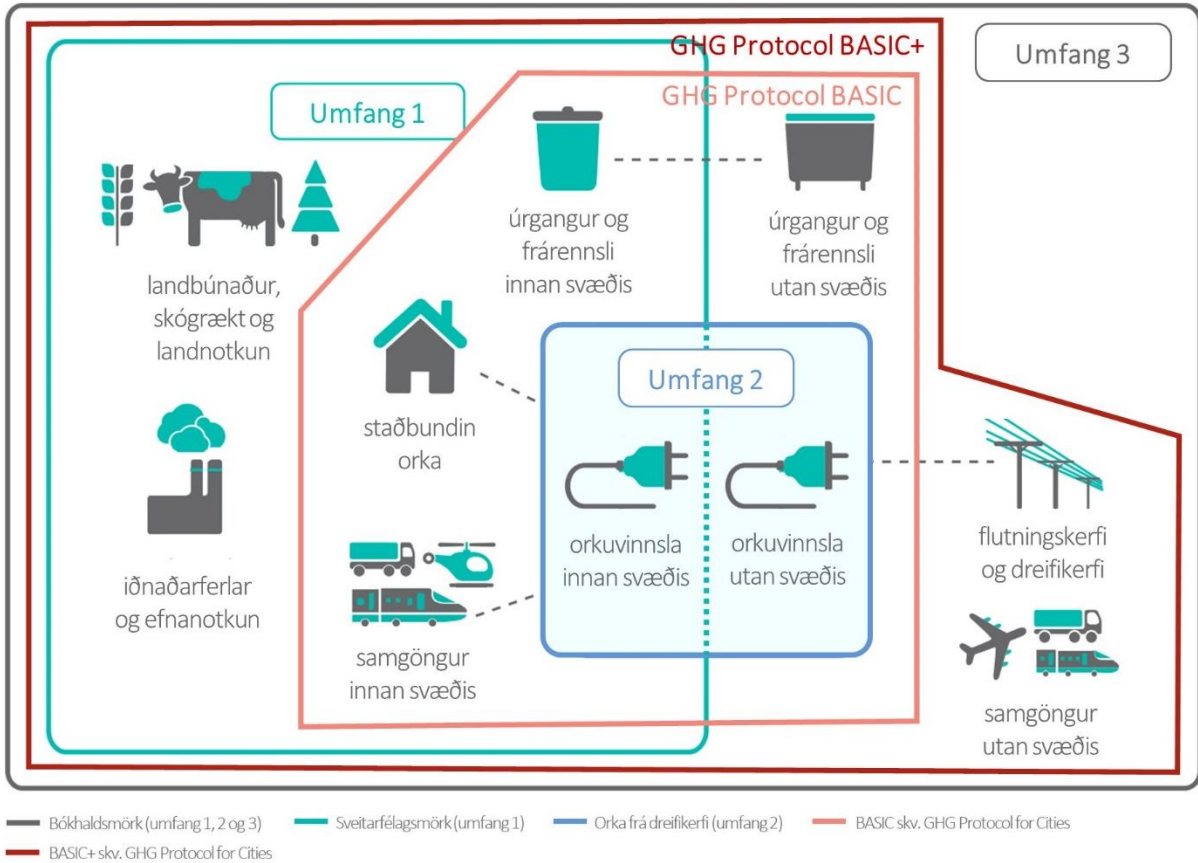 GHG Protocol BASIC+
Umfang 3
GHG Protocol BASIC
Umfang 1
úrgangur og
frárennsli
innan svæðis
úrgangur og
frárennsli
utan svæðis
landbúnaður,
skógrækt og
landnotkun
Umfang 2
staðbundin
orka
orkuvinnsla
innan svæðis
orkuvinnsla
utan svæðis
flutningskerfi
og dreifikerfi
iðnaðarferlar
og efnanotkun
samgöngur
innan svæðis
samgöngur
utan svæðis
Bókhaldsmörk (umfang 1, 2 og 3)
Sveitarfélagsmörk (umfang 1)
Orka frá dreifikerfi (umfang 2)
BASIC skv. GHG Protocol for Cities
BASIC+ skv. GHG Protocol for Cities